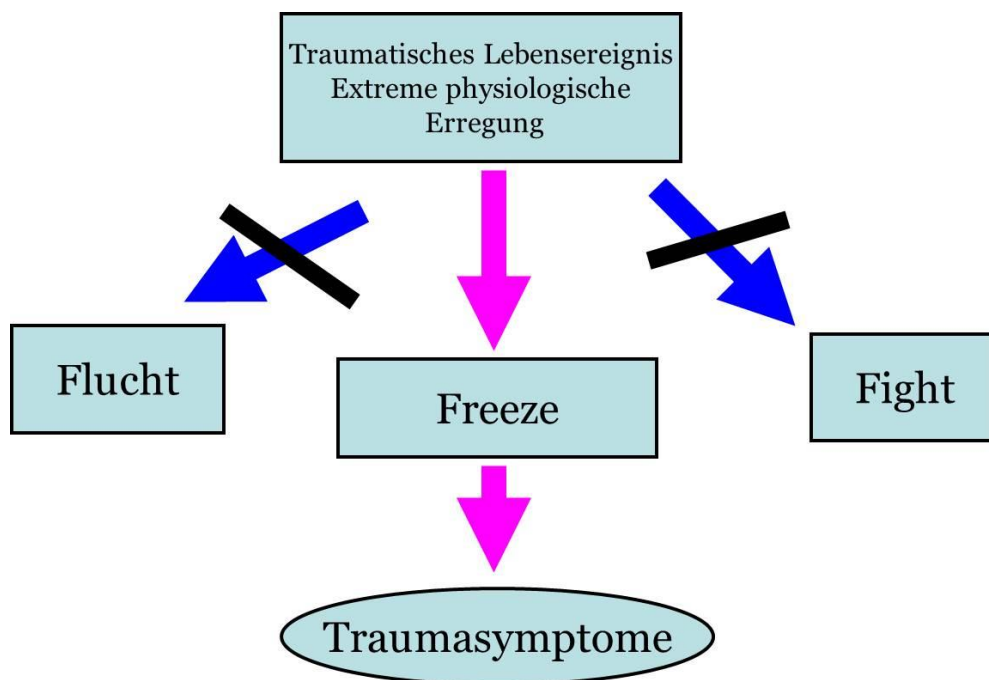 Traumatisches Lebensereignis
Extreme physiologische
Erregung
Flucht
Freeze
Fight
Traumasymptome